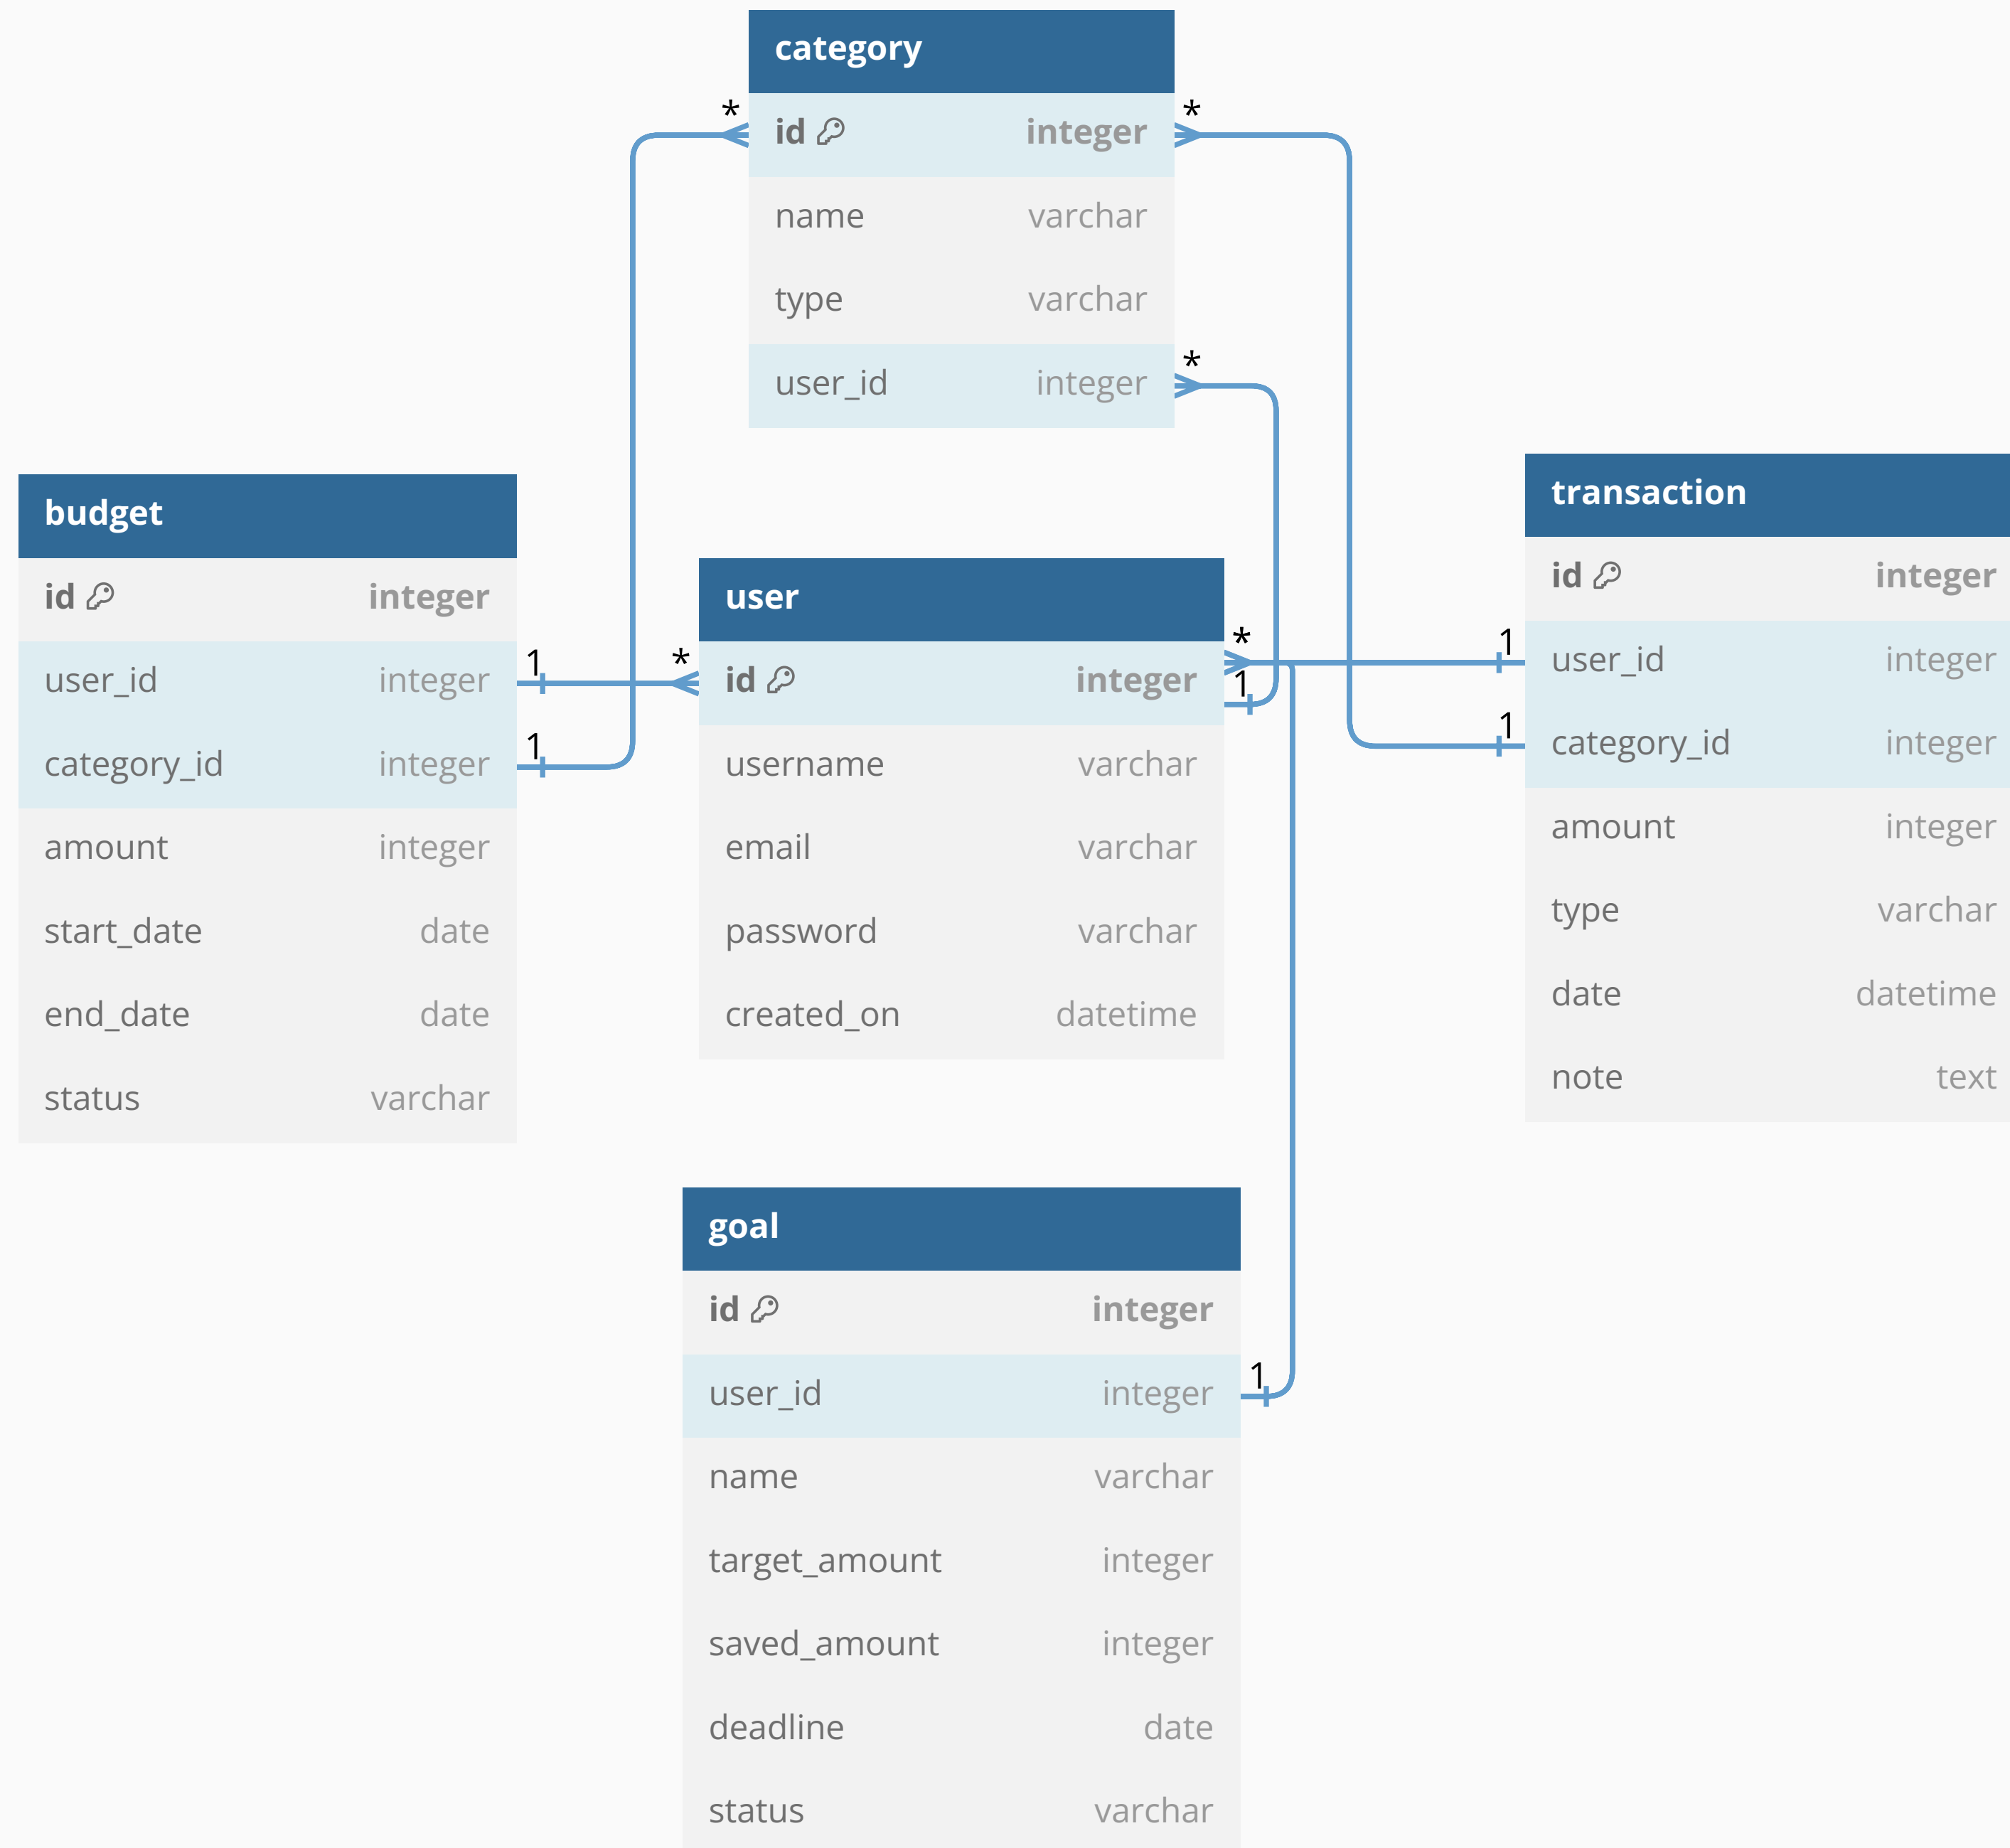 category
* *
id integer
name varchar
type varchar
*
user_id integer
budget
id integer
1 *
user_id integer
1
category_id integer
amount integer
start_date date
end_date date
status varchar
user
*
id integer
1
username varchar
email varchar
password varchar
created_on datetime
transaction
id integer
1
user_id integer
1
category_id integer
amount integer
type varchar
date datetime
note text
goal
id integer
1
user_id integer
name varchar
target_amount integer
saved_amount integer
deadline date
status varchar